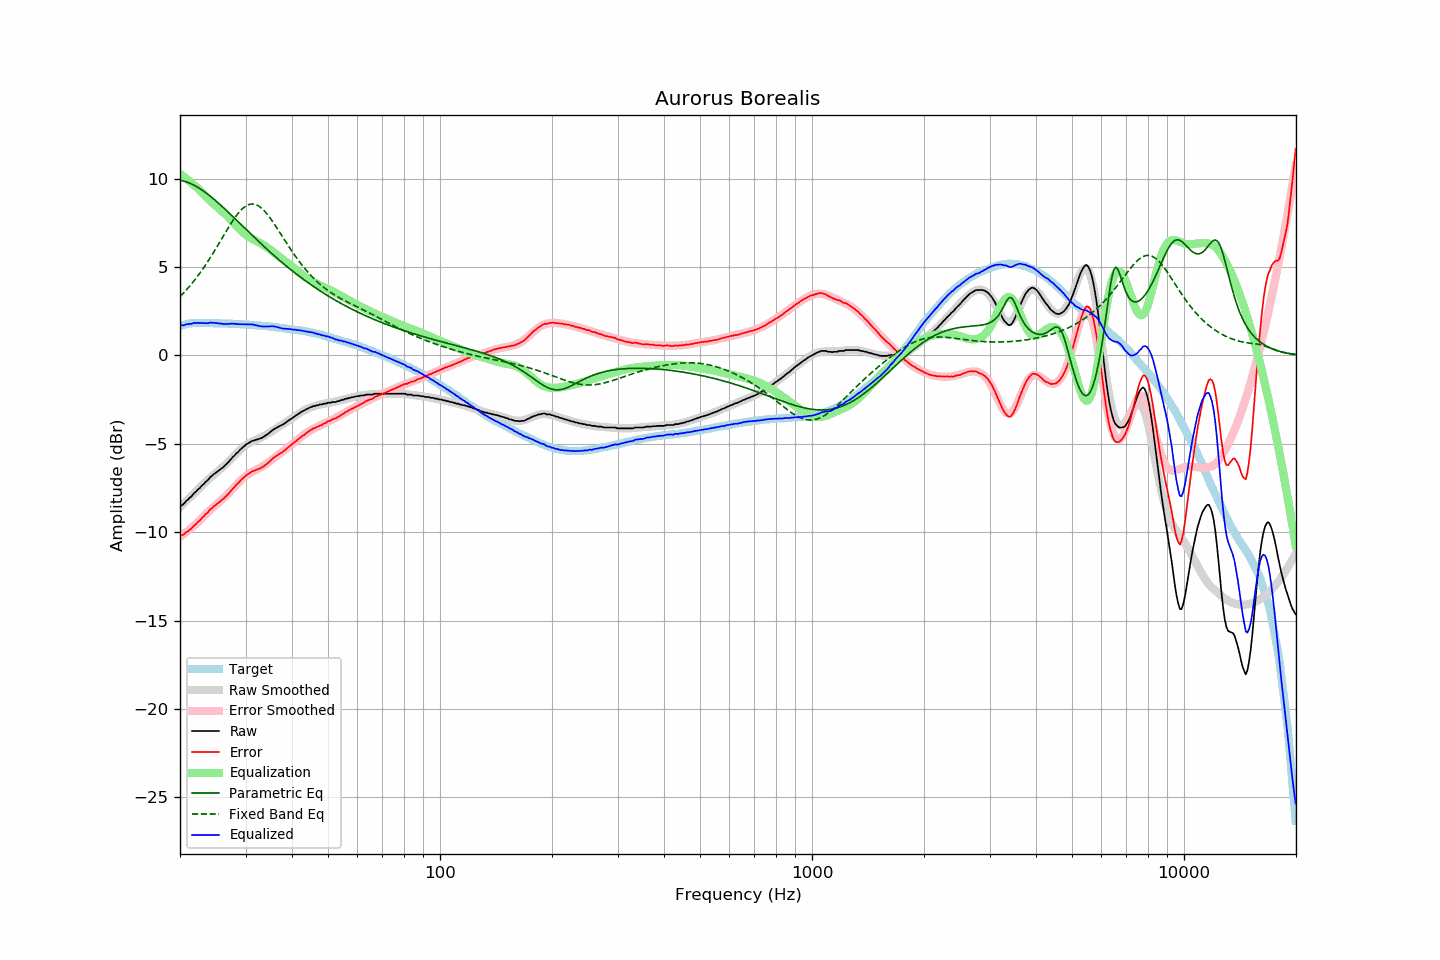 Aurorus Borealis
Amplitude (dBr)
10
5
0
−5
−10
−15
−20
−25
Target
Raw Smoothed
Error Smoothed
Raw
Error
Equalization
Parametric Eq
Fixed Band Eq
Equalized
100
1000
10000
Frequency (Hz)